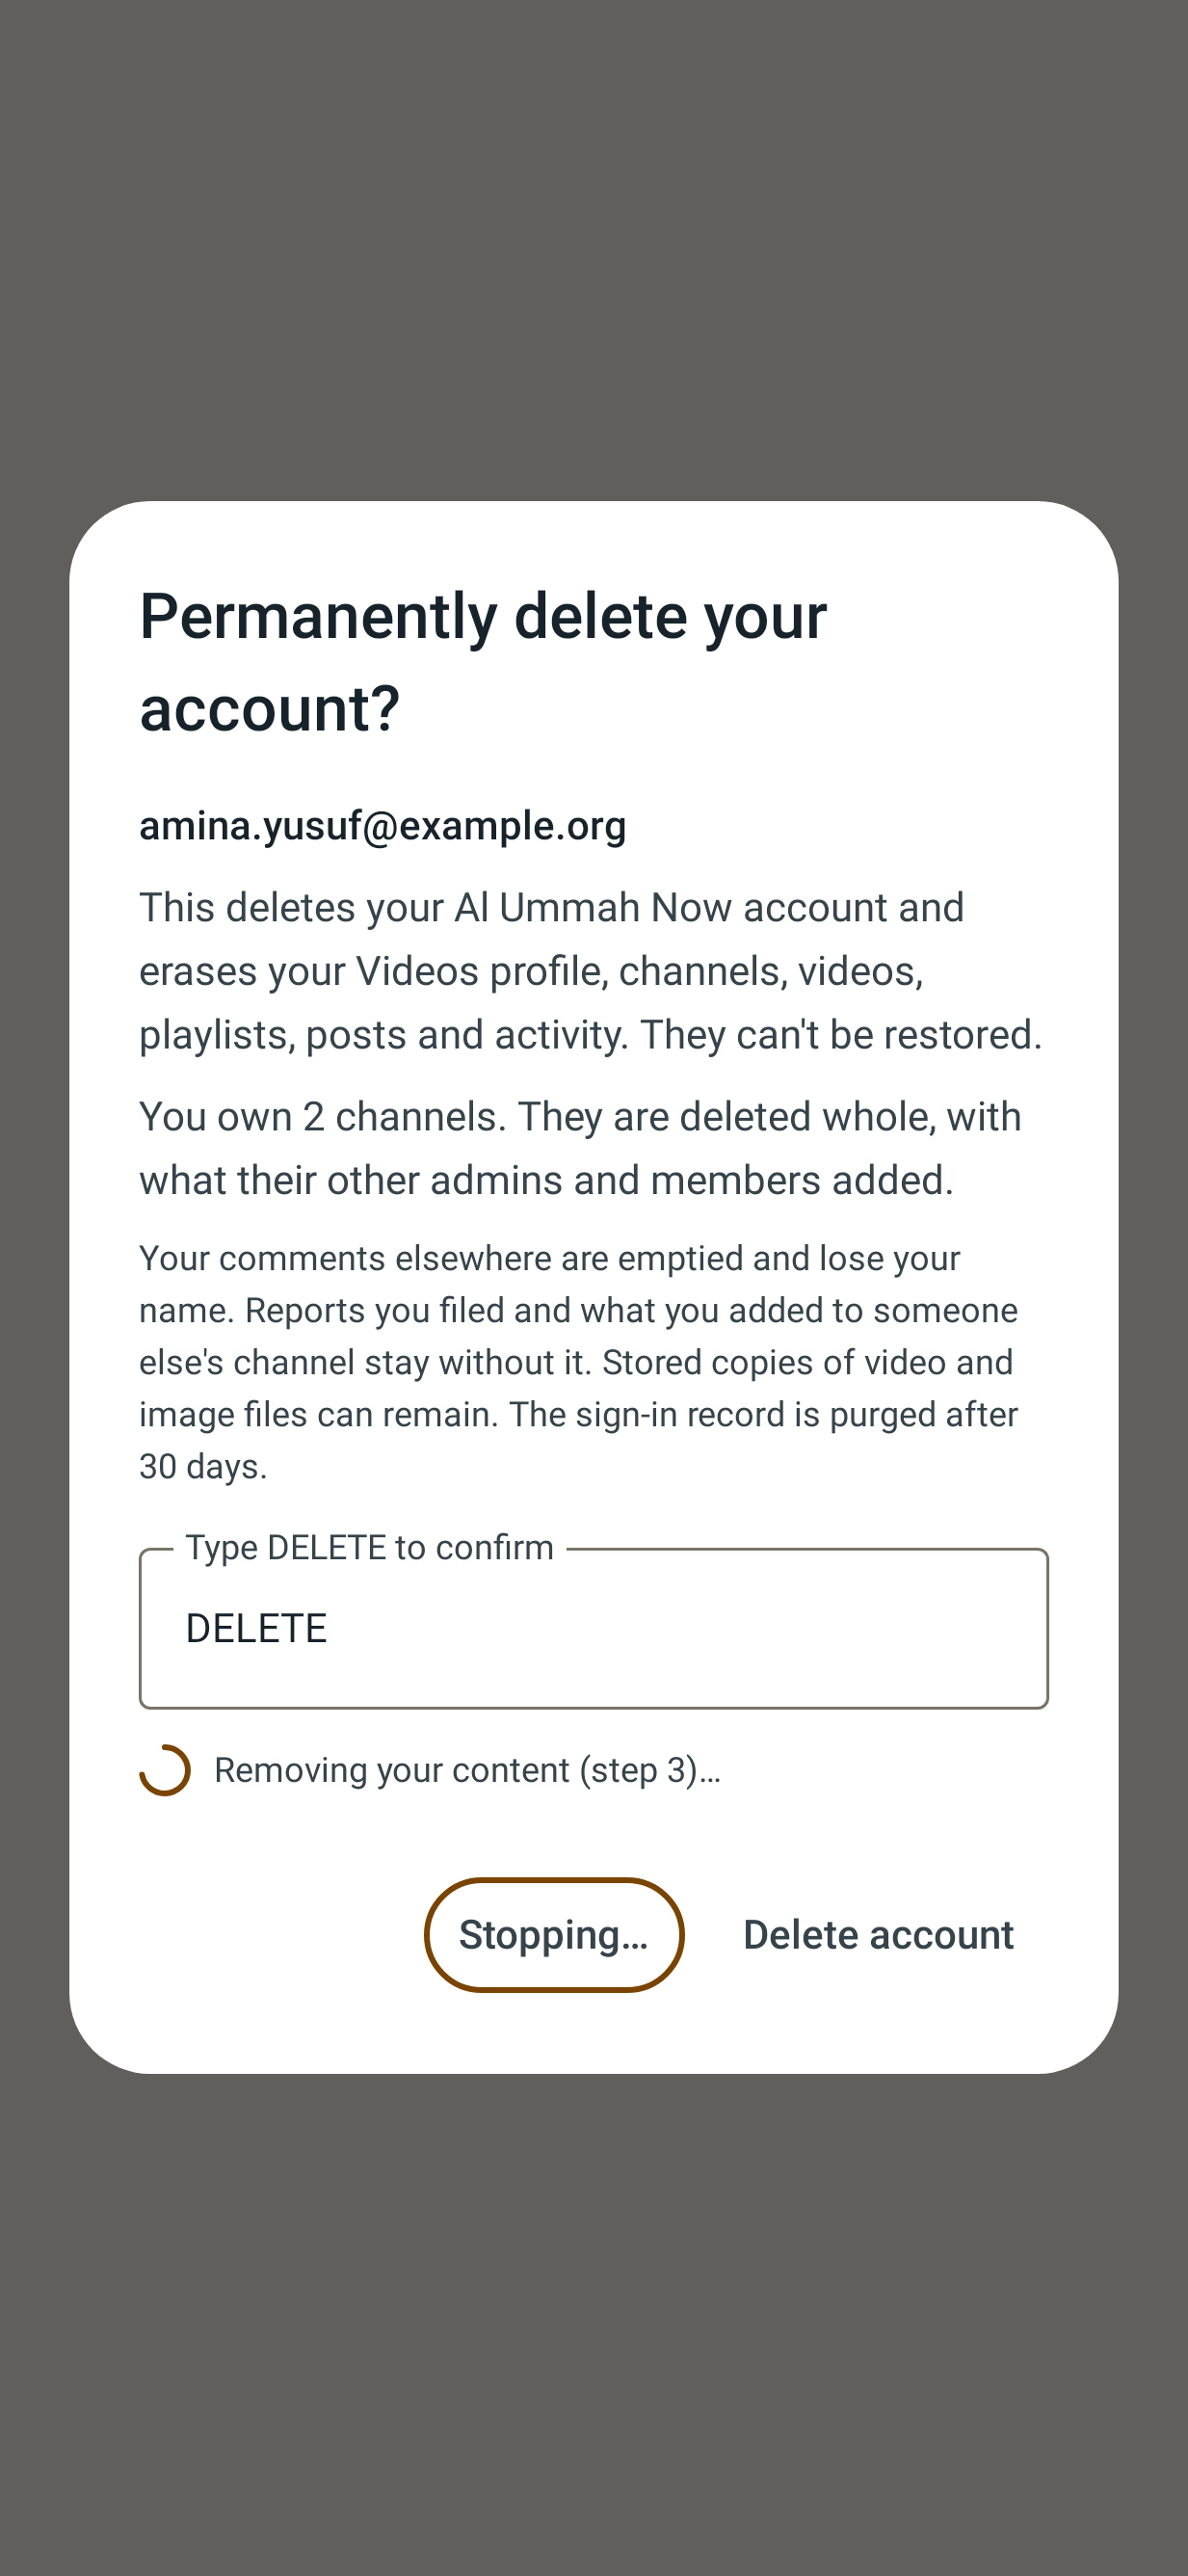 Permanently delete your
account?
amina.yusuf@example.org
This deletes your Al Ummah Now account and
erases your Videos profile, channels, videos,
playlists, posts and activity. They can't be restored.
You own 2 channels. They are deleted whole, with
what their other admins and members added.
Your comments elsewhere are emptied and lose your
name. Reports you filed and what you added to someone
else's channel stay without it. Stored copies of video and
image files can remain. The sign-in record is purged after
30 days.
Type DELETE to confirm
DELETE
Removing your content (step 3)…
Stopping… Delete account